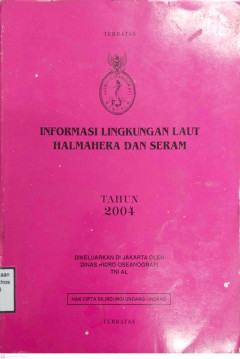 TERBATAS
INFORMASI LINGKUNGAN LAUT
HALMAHERA DAN SERAM
TAHUN
2004
DIKELUARKAN DI JAKARTA OLEH
DINAS HIDRO OSEANOGRAFI
TNI AL
HAK CIPTA DILINDUNGI UNDANG-UNDANG
TERBATAS